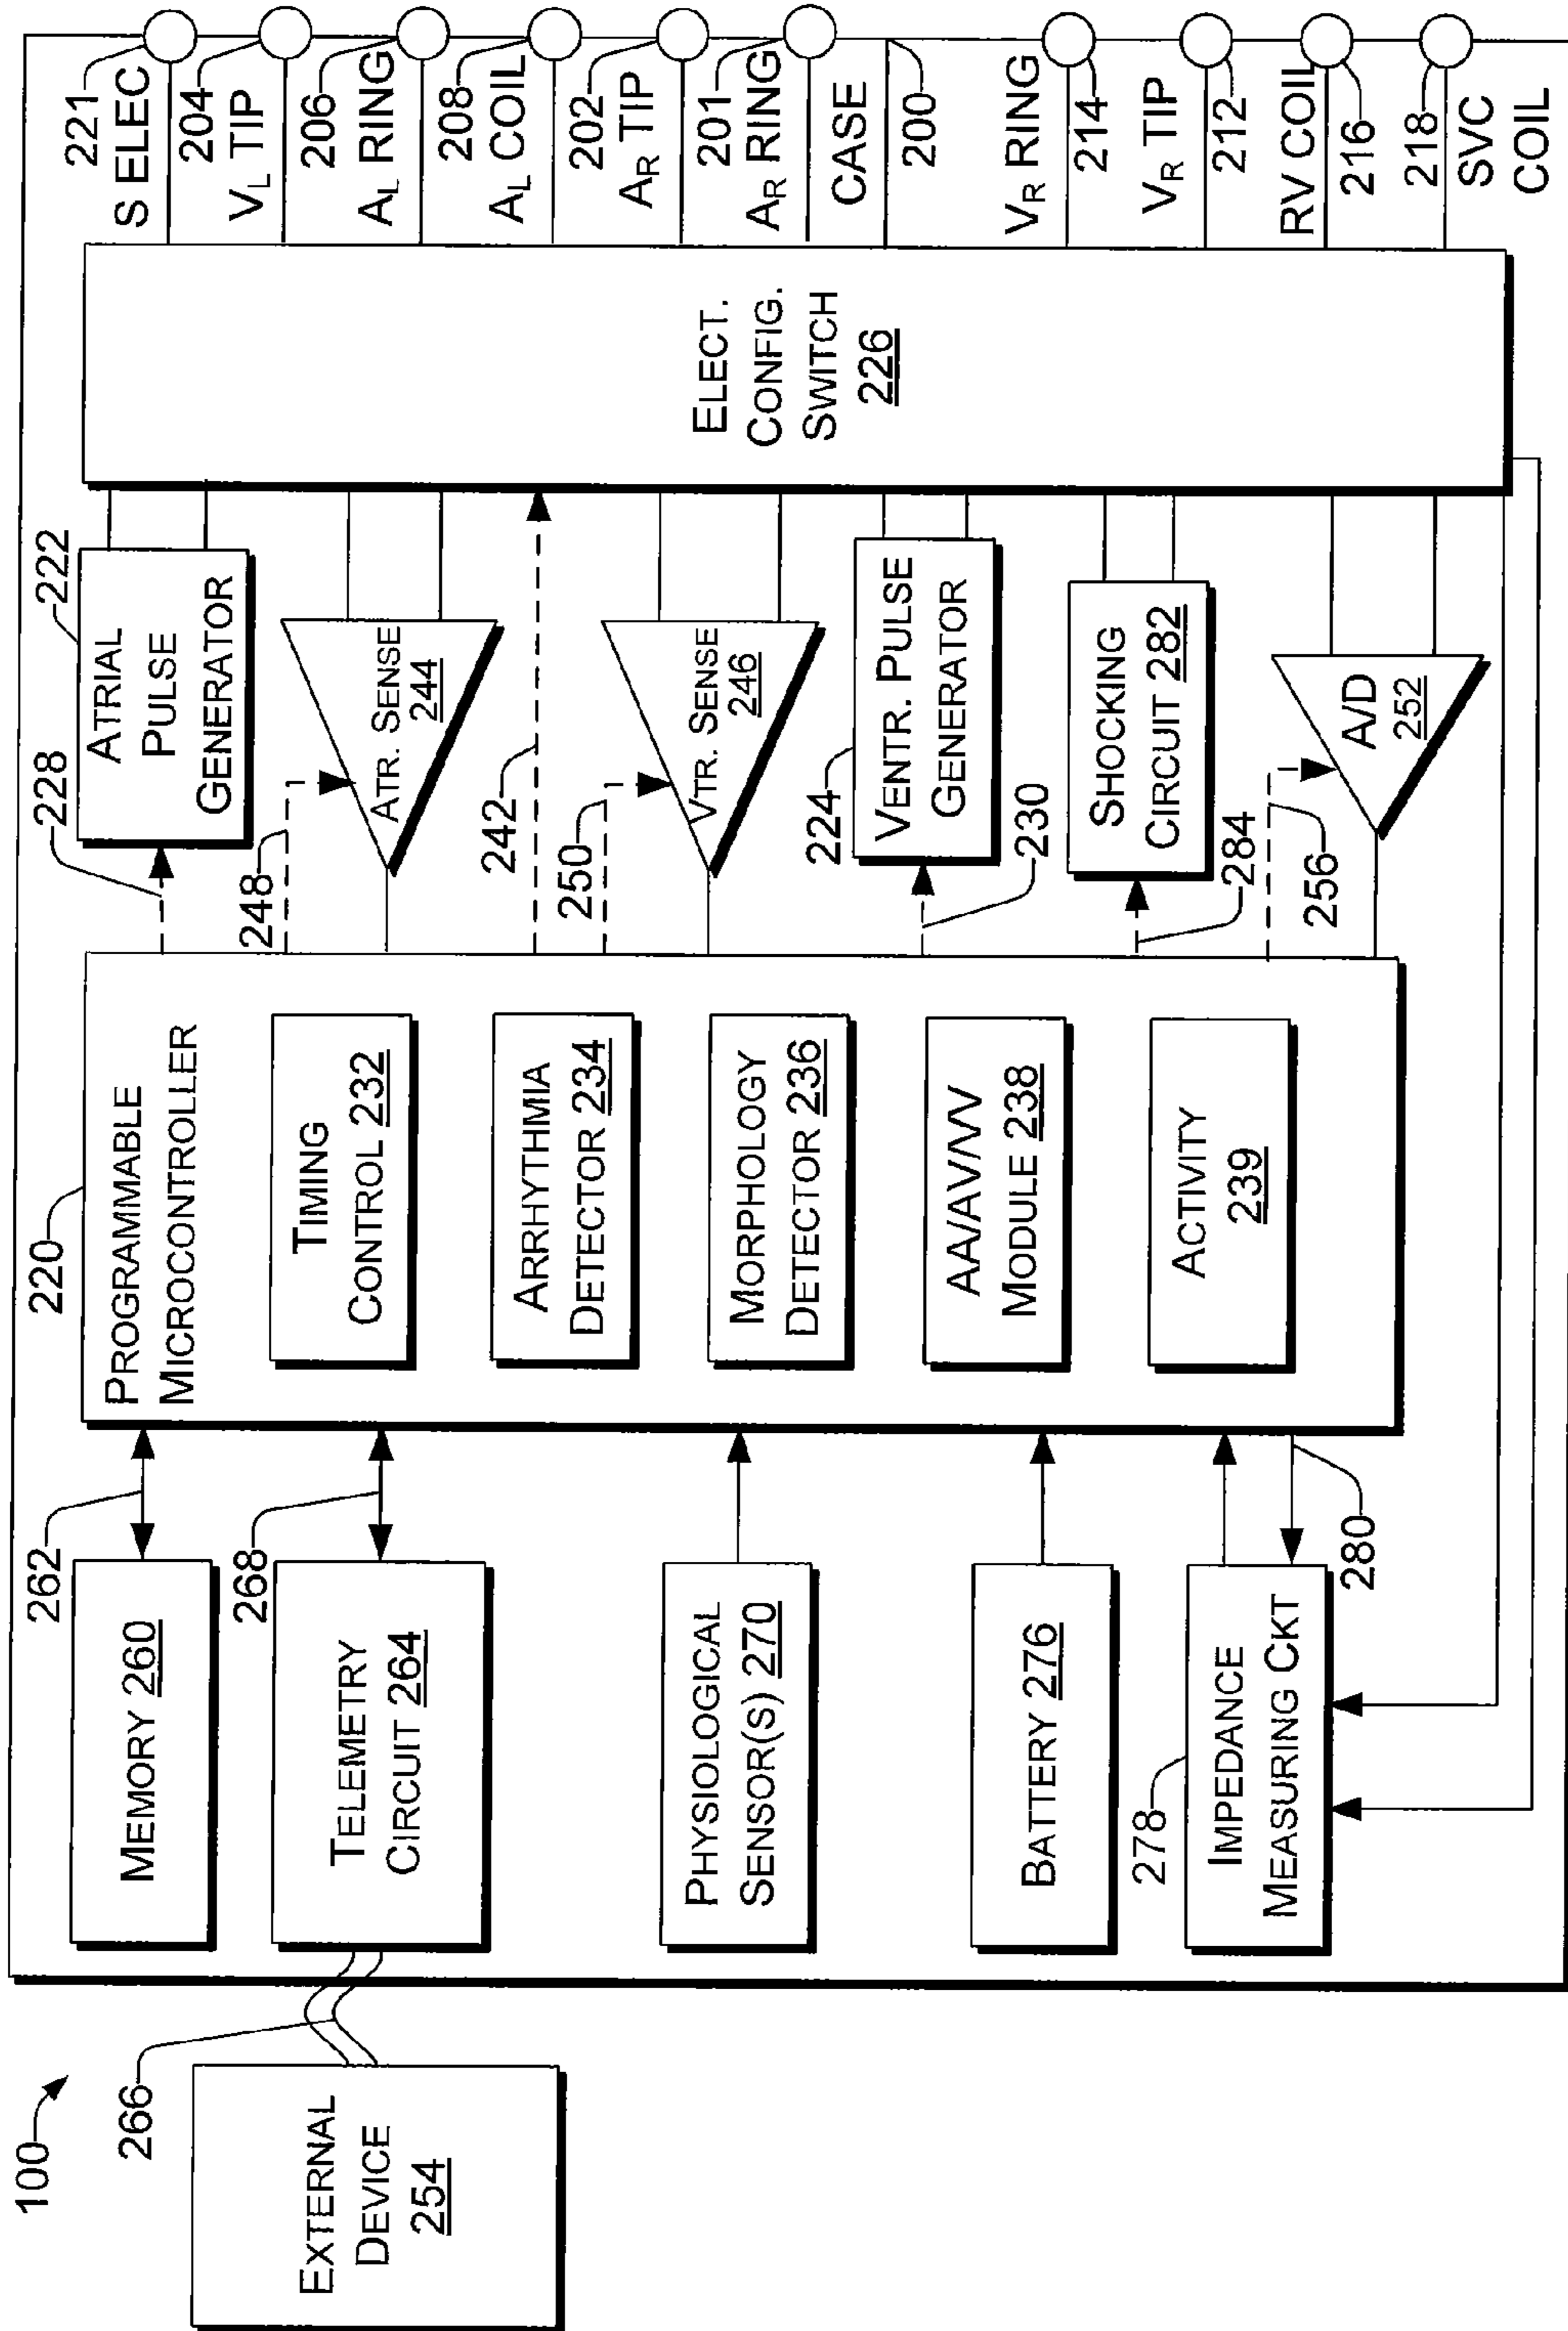 100
EXTERNAL
DEVICE
254
266
MEMORY 260
262
TELEMETRY
CIRCUIT 264
268
PHYSIOLOGICAL
SENSOR(S) 270
BATTERY 276
278
IMPEDANCE
MEASURING CKT
280
220
PROGRAMMABLE
MICROCONTROLLER
TIMING
CONTROL 232
ARRHYTHMIA
DETECTOR 234
MORPHOLOGY
DETECTOR 236
AA/AV/VV
MODULE 238
ACTIVITY
239
228
222
ATRIAL
PULSE
GENERATOR
248
ATR. SENSE
244
242
250
VTR. SENSE
246
224
VENTR. PULSE
GENERATOR
230
SHOCKING
CIRCUIT 282
284
256
A/D
252
ELECT.
CONFIG.
SWITCH
226
221
S ELEC
204
VL TIP
206
AL RING
208
AL COIL
202
AR TIP
201
AR RING
CASE
200
VR RING
214
VR TIP
212
RV COIL
216
218
SVC
COIL